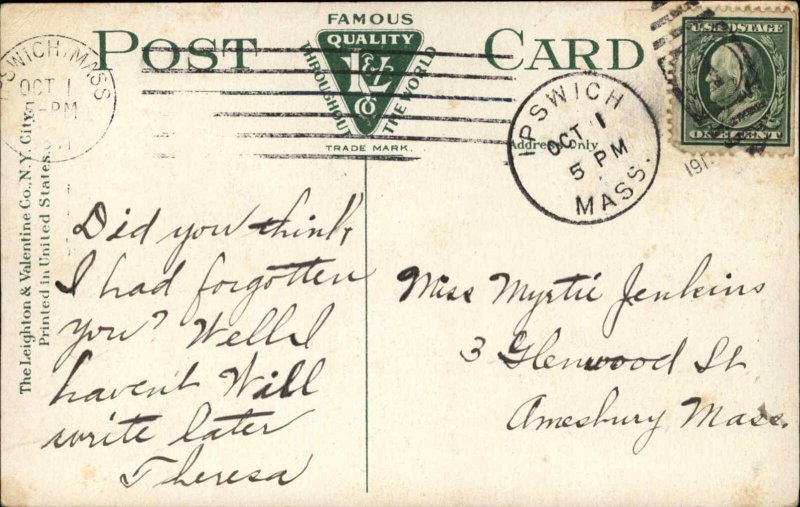 FAMOUS
POST CARD
QUALITY
THROUGHOUT THE WORLD
L & V
Co
TRADE MARK.
Address Only
U.S. POSTAGE
ONE CENT
IPSWICH, MASS
OCT 1
-PM
IPSWICH
OCT 1
5 PM
MASS.
191
The Leighton & Valentine Co., N.Y. City.
Printed in United States.
Did you think
I had forgotten
you? Well I
havent Will
write later
Theresa
Miss Myrtie Jenkins
3 Glenwood St
Amesbury Mass.